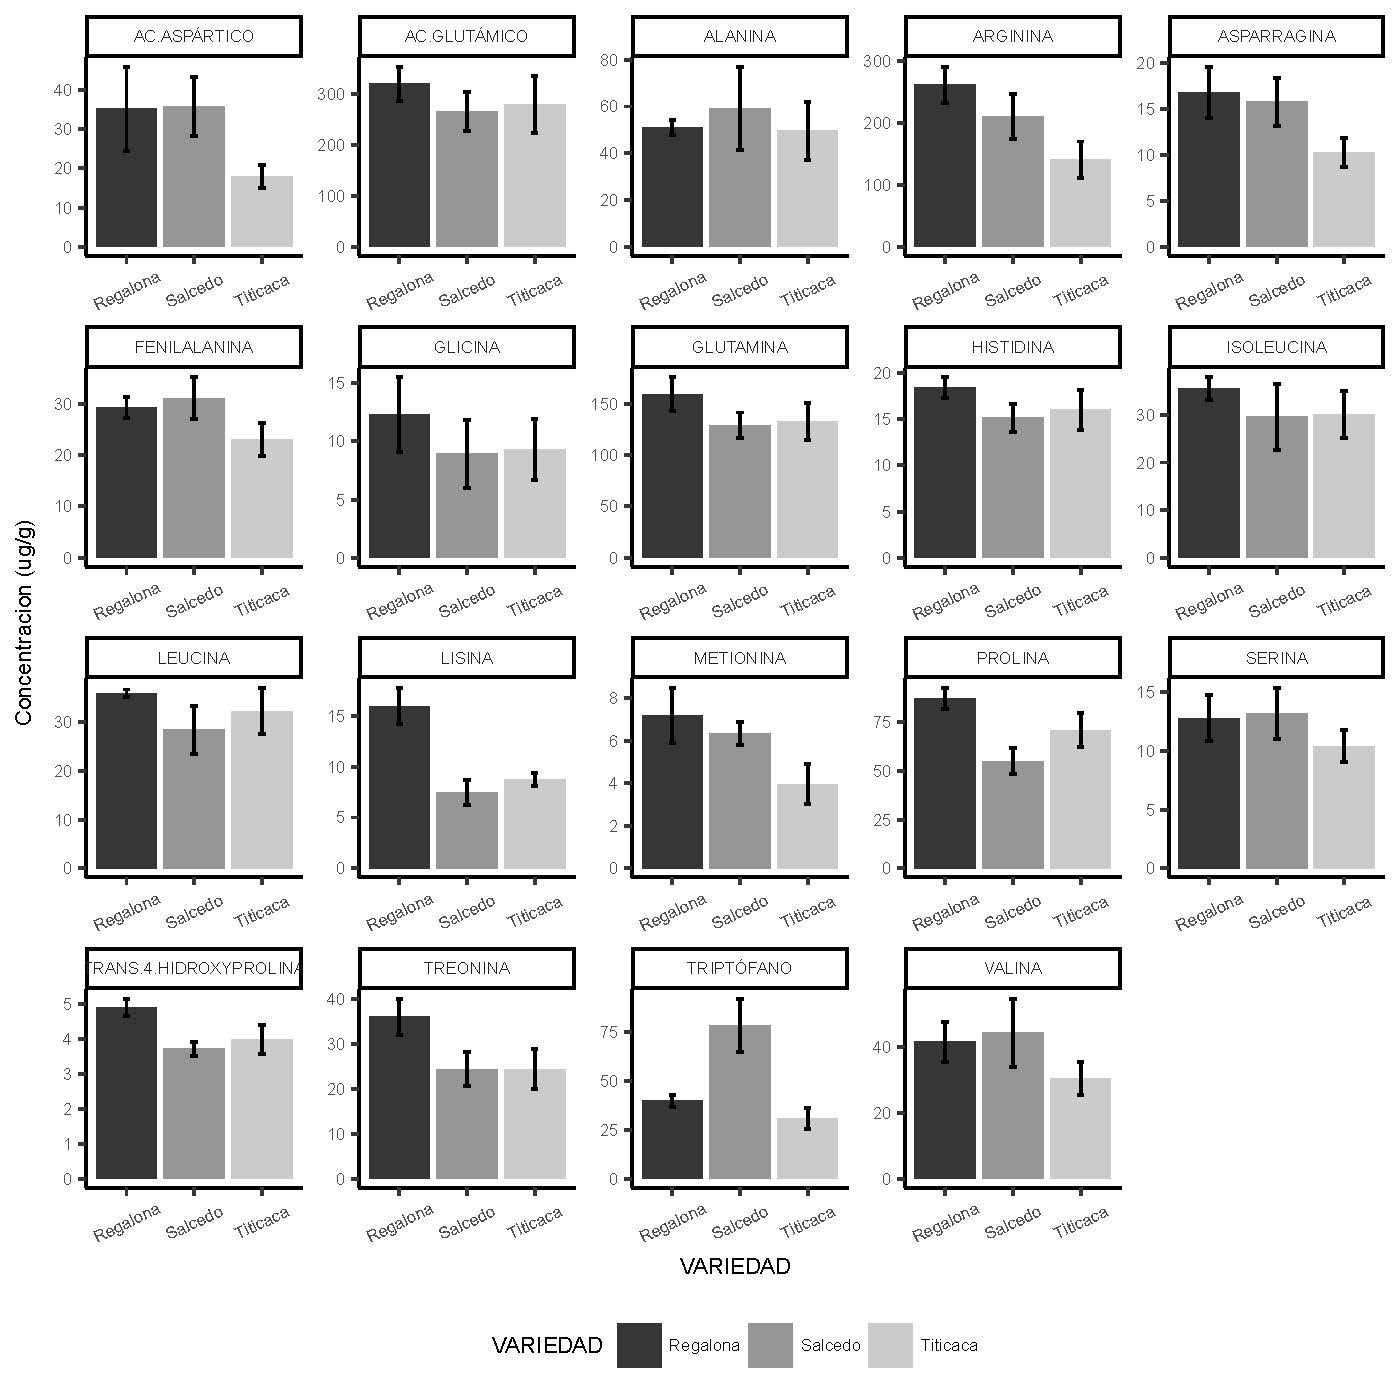 AC.ASPÁRTICO AC.GLUTÁMICO ALANINA ARGININA ASPARRAGINA
40 30 20 10 0
300 200 100 0
80 60 40 20 0
300 200 100 0
20 15 10 5 0
Regalona Salcedo Titicaca Regalona Salcedo Titicaca Regalona Salcedo Titicaca Regalona Salcedo Titicaca Regalona Salcedo Titicaca
FENILALANINA GLICINA GLUTAMINA HISTIDINA ISOLEUCINA
30 20 10 0
15 10 5 0
150 100 50 0
20 15 10 5 0
30 20 10 0
Regalona Salcedo Titicaca Regalona Salcedo Titicaca Regalona Salcedo Titicaca Regalona Salcedo Titicaca Regalona Salcedo Titicaca
Concentracion (ug/g)
LEUCINA LISINA METIONINA PROLINA SERINA
30 20 10 0
15 10 5 0
8 6 4 2 0
75 50 25 0
15 10 5 0
Regalona Salcedo Titicaca Regalona Salcedo Titicaca Regalona Salcedo Titicaca Regalona Salcedo Titicaca Regalona Salcedo Titicaca
TRANS.4.HIDROXYPROLINA TREONINA TRIPTÓFANO VALINA
5 4 3 2 1 0
40 30 20 10 0
75 50 25 0
40 20 0
Regalona Salcedo Titicaca Regalona Salcedo Titicaca Regalona Salcedo Titicaca Regalona Salcedo Titicaca
VARIEDAD
VARIEDAD Regalona Salcedo Titicaca